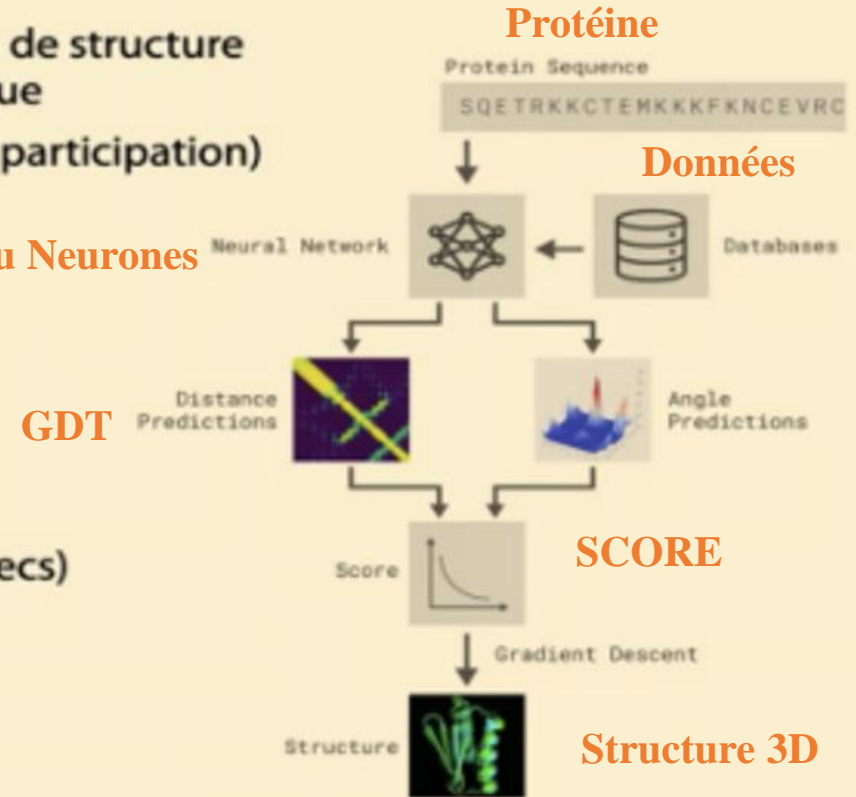 de structure
ue
participation)
Protéine
Protein Sequence
SQETRKKCTEMKKKFKNCEVRC
Données
u Neurones
Neural Network
Databases
GDT
Distance
Predictions
Angle
Predictions
ecs)
SCORE
Score
Gradient Descent
Structure
Structure 3D